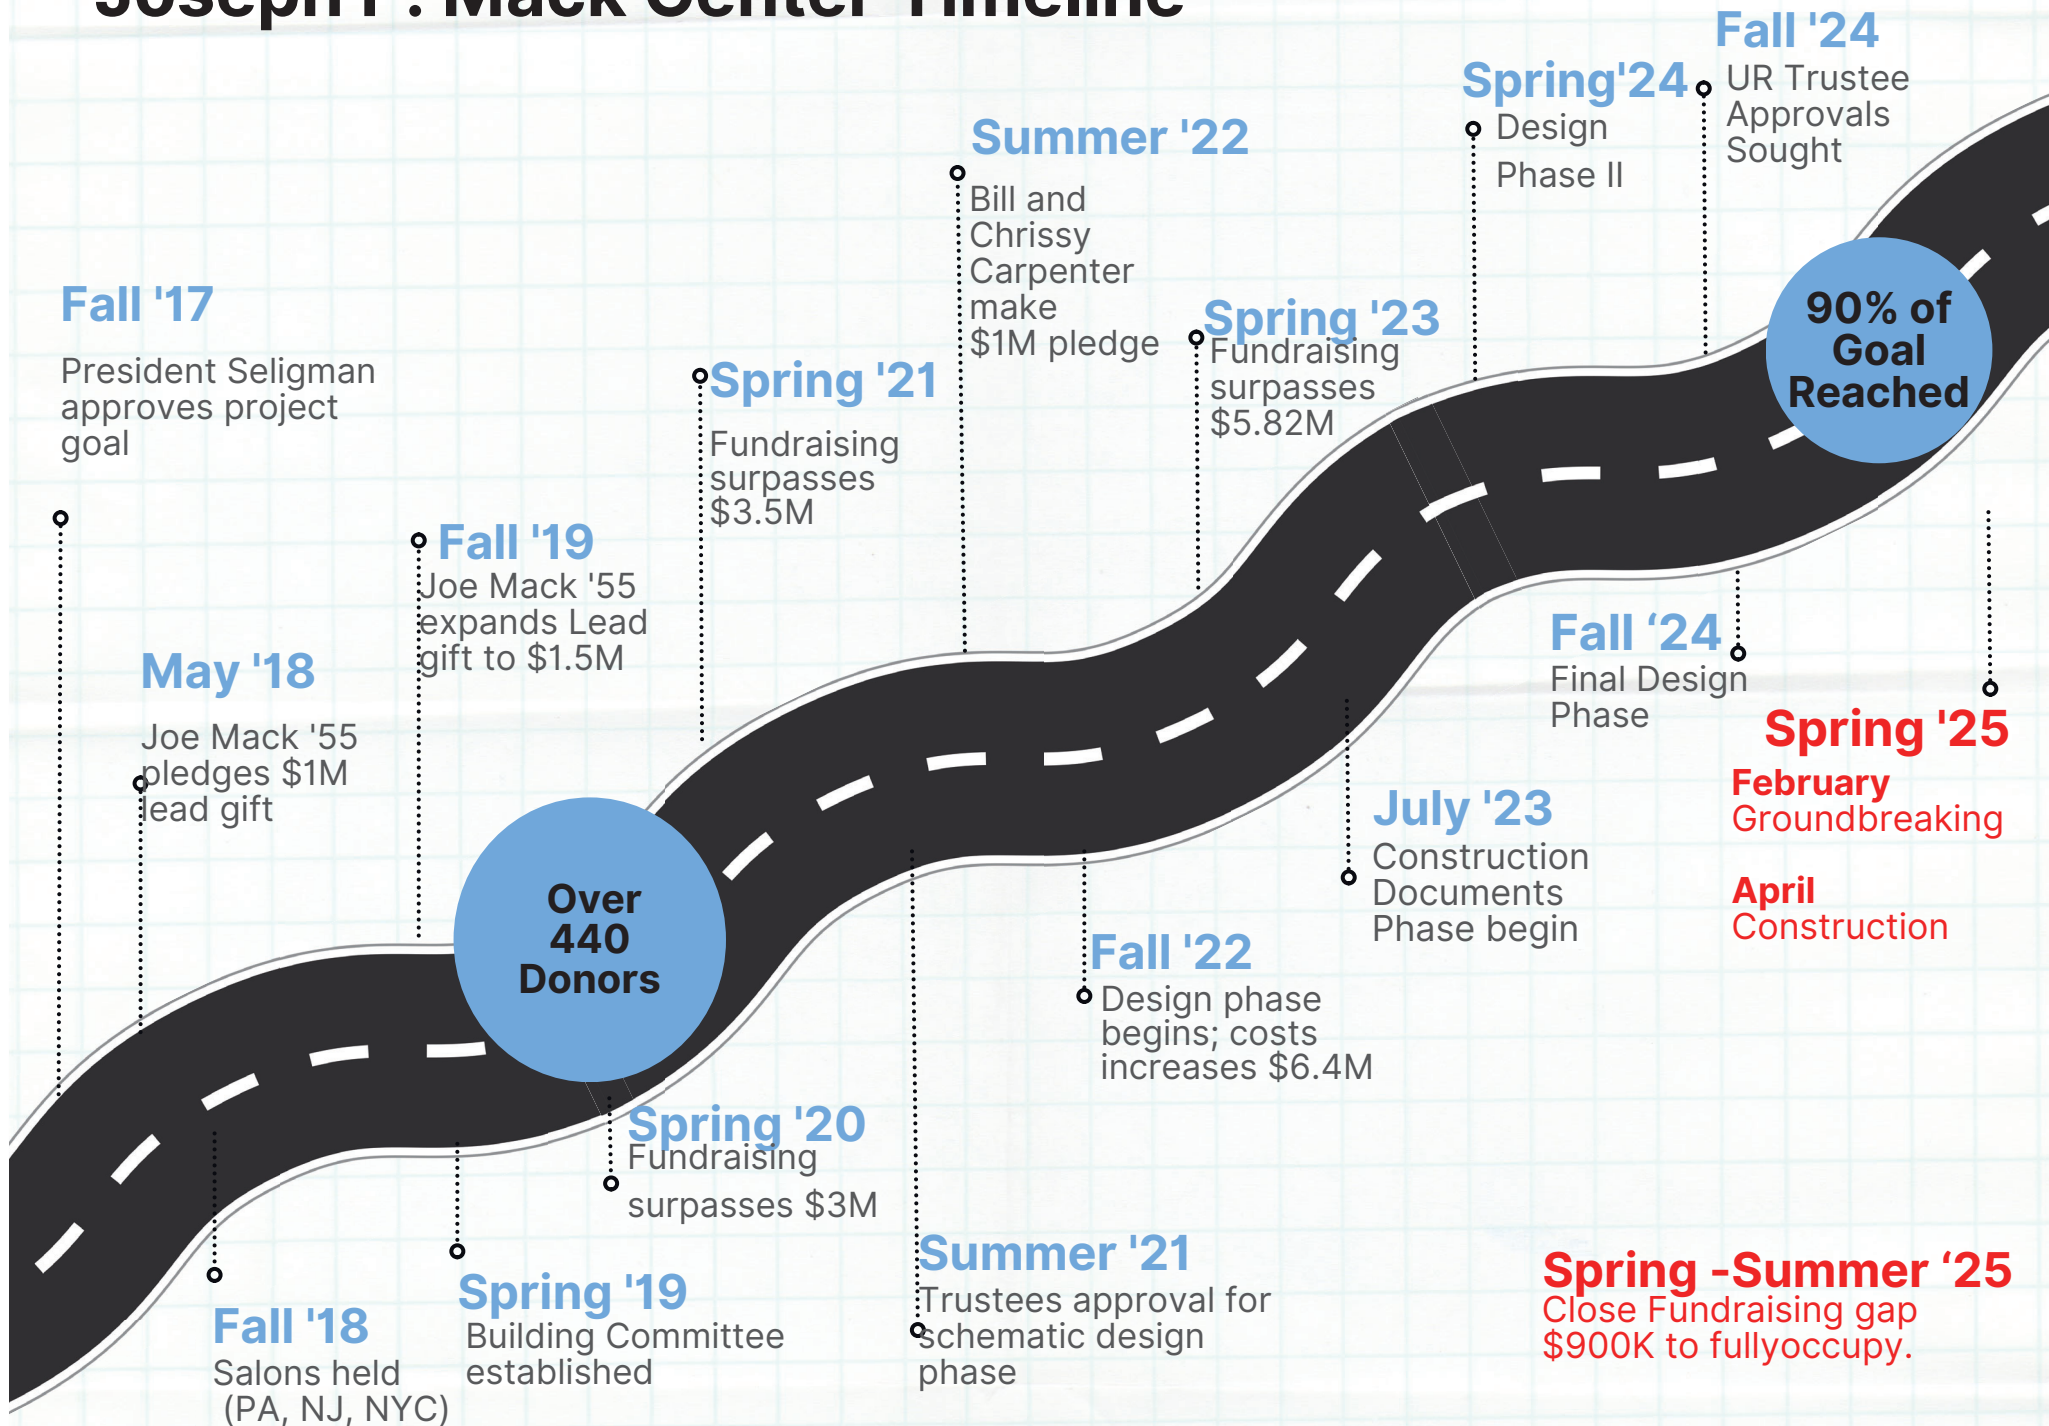 Joseph F. Mack Center Timeline
Fall '17
President Seligman
approves project
goal
May '18
Joe Mack '55
pledges $1M
lead gift
Fall '18
Salons held
(PA, NJ, NYC)
Spring '19
Building Committee
established
Fall '19
Joe Mack '55
expands Lead
gift to $1.5M
Over
440
Donors
Spring '20
Fundraising
surpasses $3M
Spring '21
Fundraising
surpasses
$3.5M
Summer '21
Trustees approval for
schematic design
phase
Summer '22
Bill and
Chrissy
Carpenter
make
$1M pledge
Fall '22
Design phase
begins; costs
increases $6.4M
Spring '23
Fundraising
surpasses
$5.82M
July '23
Construction
Documents
Phase begin
Spring'24
Design
Phase II
Fall '24
UR Trustee
Approvals
Sought
Fall ‘24
Final Design
Phase
90% of
Goal
Reached
Spring '25
February
Groundbreaking
April
Construction
Spring -Summer ‘25
Close Fundraising gap
$900K to fullyoccupy.